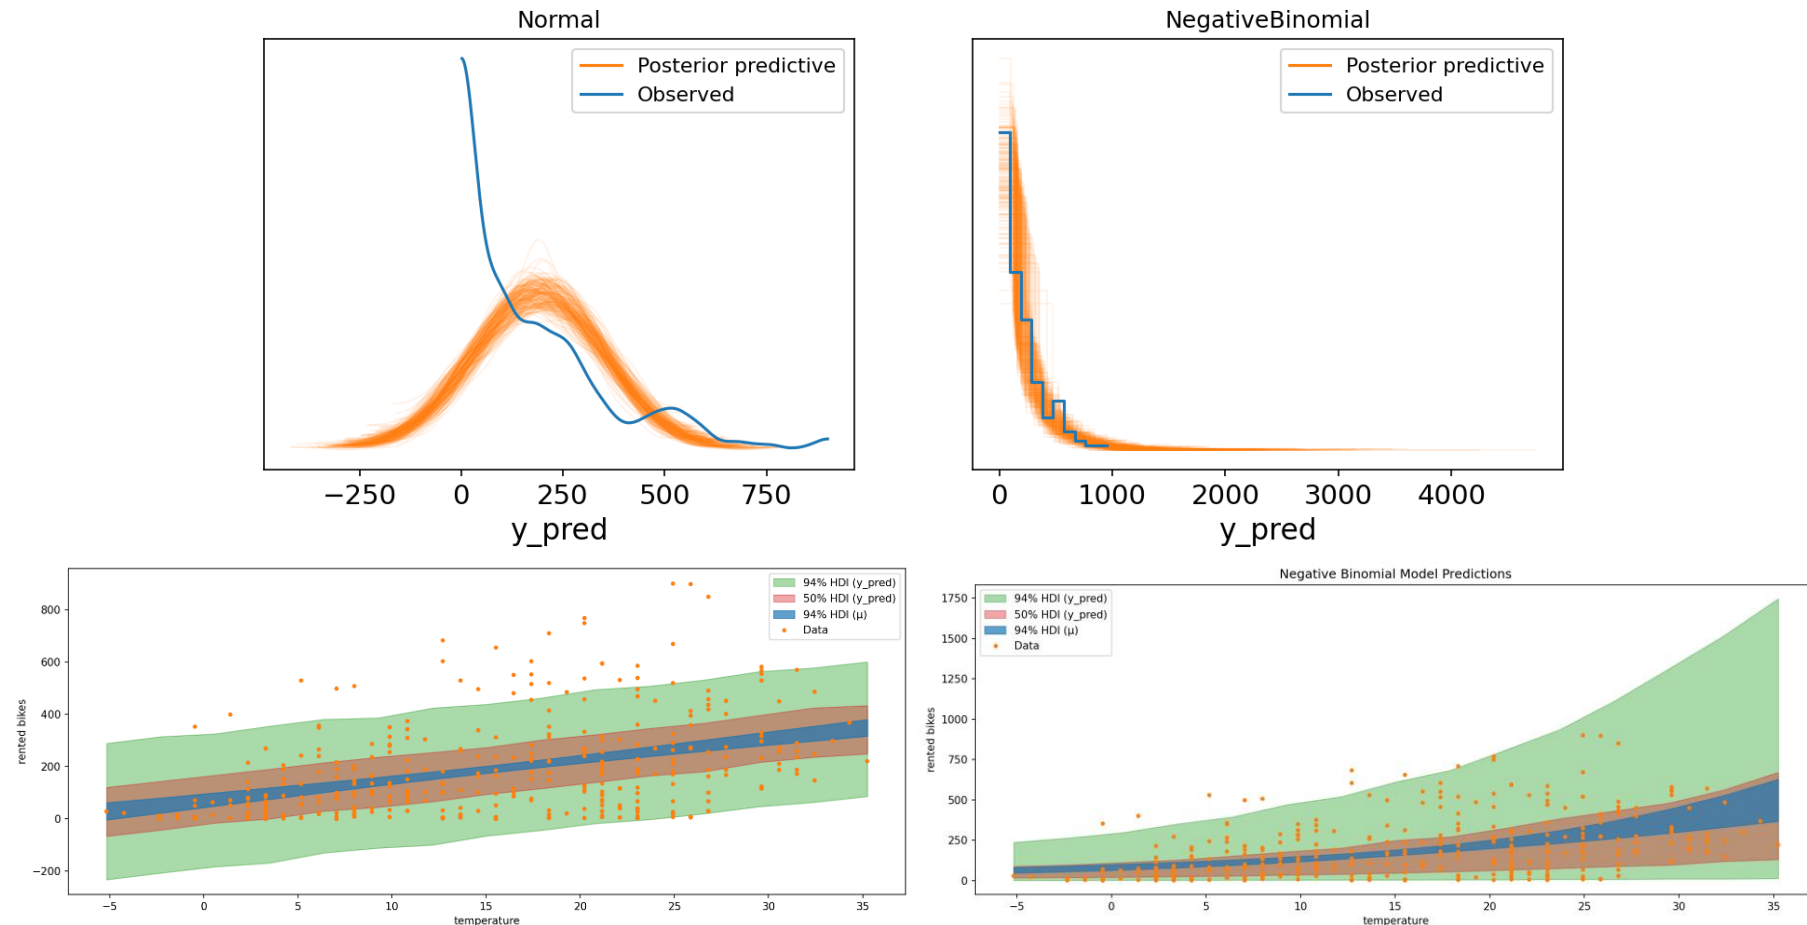 Normal
Posterior predictive
Observed
−250 0 250 500 750
y_pred
NegativeBinomial
Posterior predictive
Observed
0 1000 2000 3000 4000
y_pred
94% HDI (y_pred)
50% HDI (y_pred)
94% HDI (μ)
Data
rented bikes
800
600
400
200
0
−200
−5 0 5 10 15 20 25 30 35
temperature
Negative Binomial Model Predictions
94% HDI (y_pred)
50% HDI (y_pred)
94% HDI (μ)
Data
rented bikes
1750
1500
1250
1000
750
500
250
0
−5 0 5 10 15 20 25 30 35
temperature